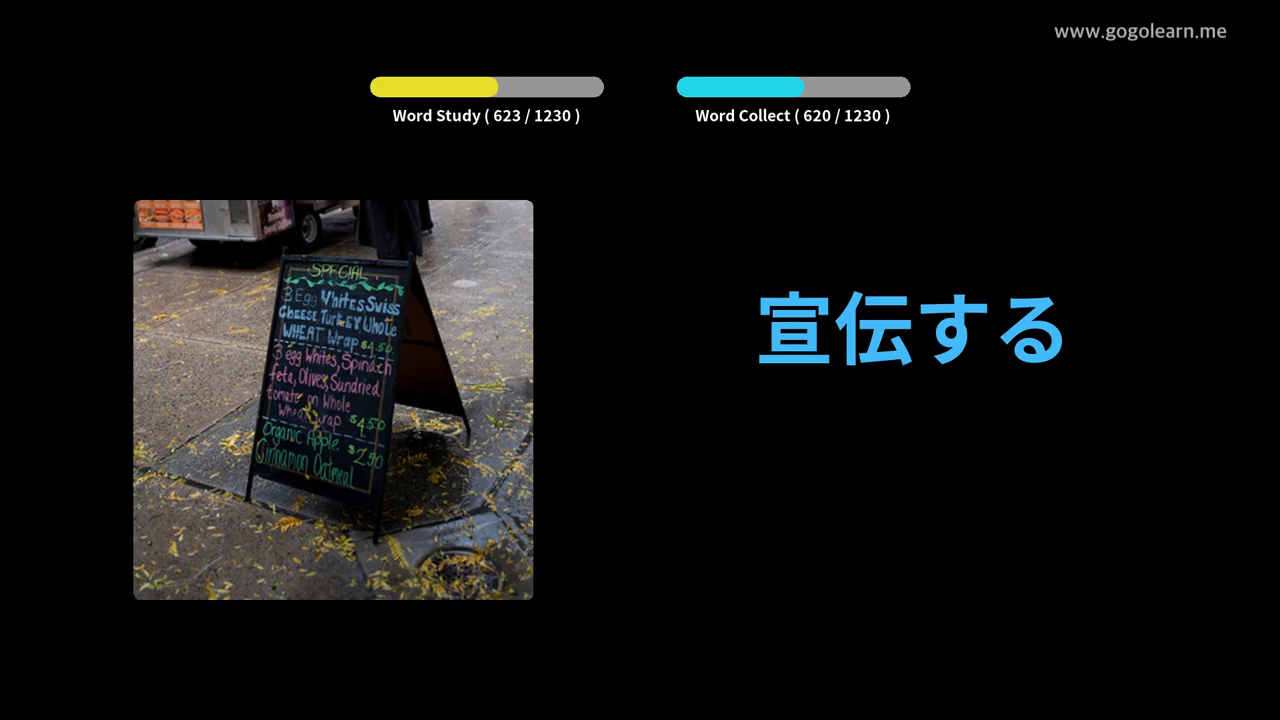 www.gogolearn.me
Word Study ( 623 / 1230 )
Word Collect ( 620 / 1230 )
SPECIAL
3 Egg Whites Swiss
Cheese, Turkey Whole
WHEAT Wrap $4.50
3 egg Whites, Spinach
feta, Olives, Sundried
tomato on Whole
Wheat Wrap $4.50
Organic Apple
Cinnamon Oatmeal $2.50
宣伝する